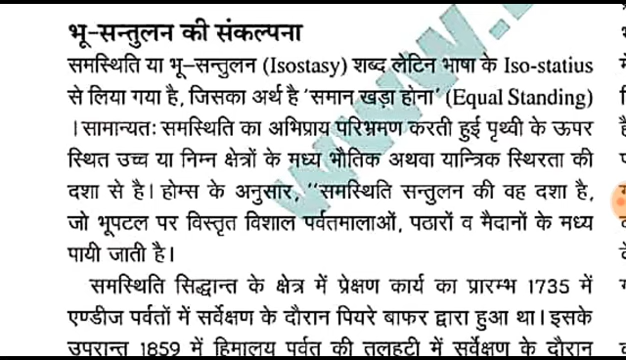 भू-सन्तुलन की संकल्पना
समस्थिति या भू–सन्तुलन (Isostasy) शब्द लेटिन भाषा के Iso-statius
से लिया गया है, जिसका अर्थ है ‘समान खड़ा होना’ (Equal Standing)
।सामान्यतः समस्थिति का अभिप्राय परिभ्रमण करती हुई पृथ्वी के ऊपर
स्थित उच्च या निम्न क्षेत्रों के मध्य भौतिक अथवा यान्त्रिक स्थिरता की
दशा से है। होम्स के अनुसार, ‘‘समस्थिति सन्तुलन की वह दशा है,
जो भूपटल पर विस्तृत विशाल पर्वतमालाओं, पठारों व मैदानों के मध्य
पायी जाती है।
समस्थिति सिद्धान्त के क्षेत्र में प्रेक्षण कार्य का प्रारम्भ 1735 में
एण्डीज पर्वतों में सर्वेक्षण के दौरान पियरे बाफर द्वारा हुआ था। इसके
उपरान्त 1859 में हिमालय पर्वत की तलहटी में सर्वेक्षण के दौरान
www.